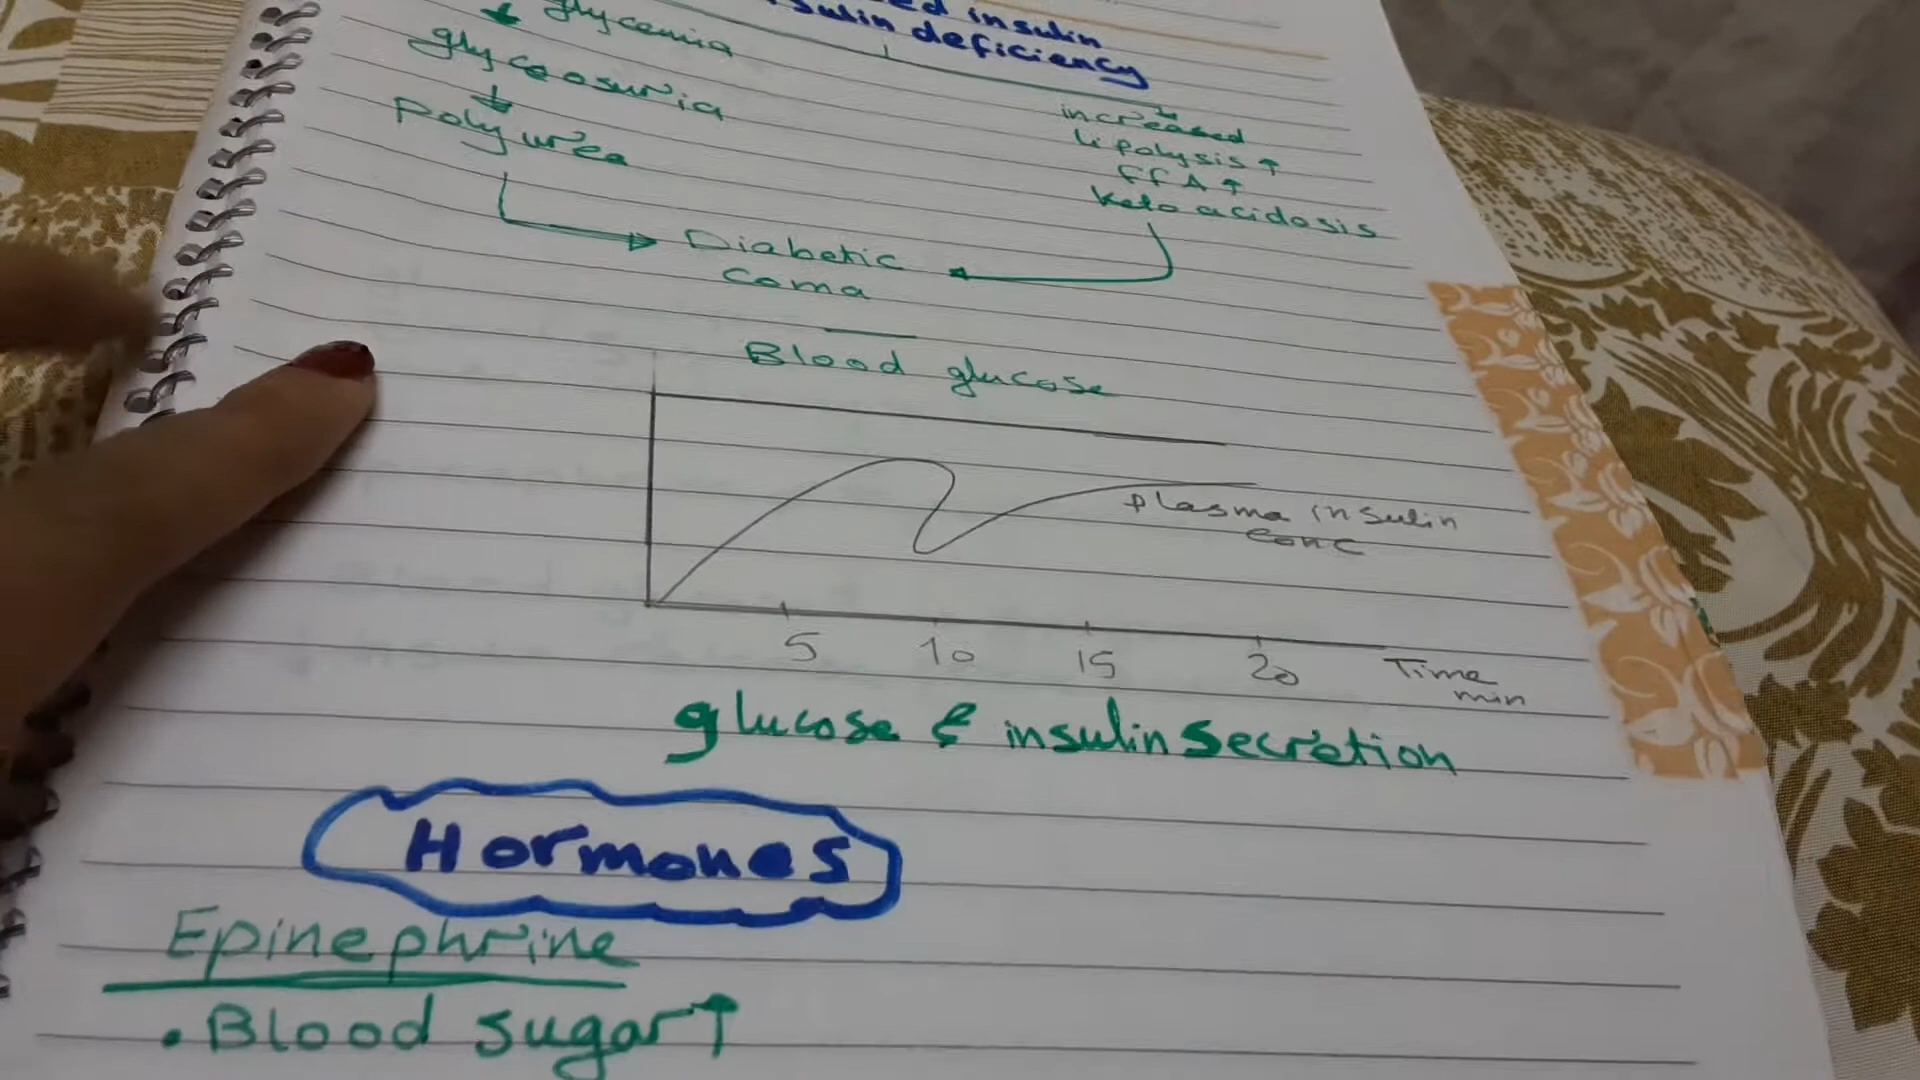 insulin
deficiency
glycemia
glycosuria
Polyurea
increased
lipolysis ↑
FFA ↑
Keto acidosis
Diabetic
Coma
Blood glucose
Plasma insulin
conc
5 10 15 20 Time
min
glucose & insulin secretion
Hormones
Epinephrine
• Blood sugar ↑